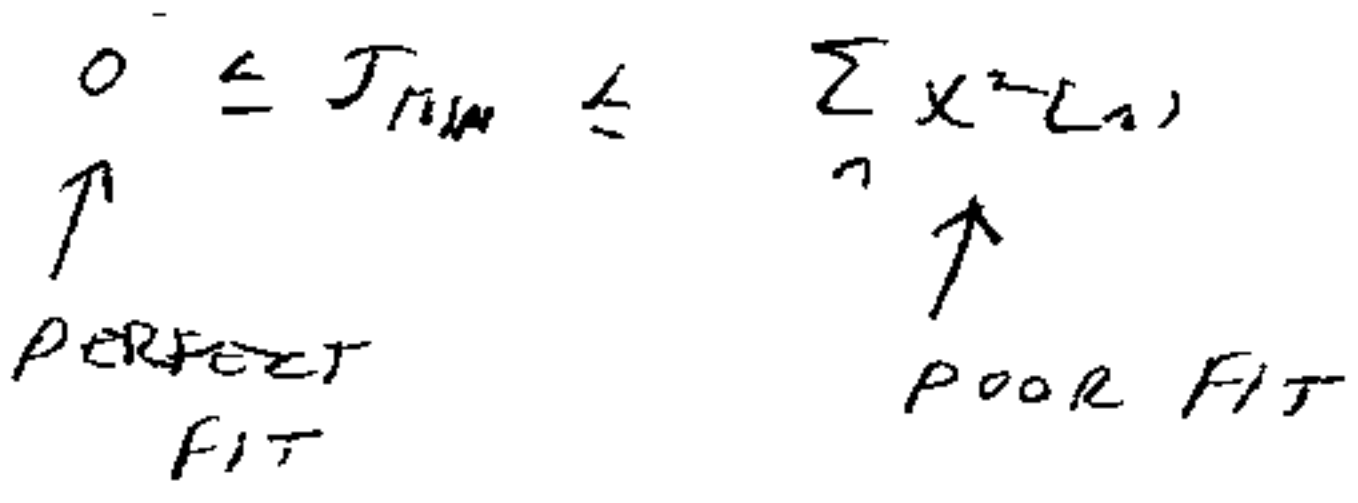 0 ≤ J_MIN ≤ Σ_n x²[n]
↑ ↑
PERFECT
FIT
POOR FIT